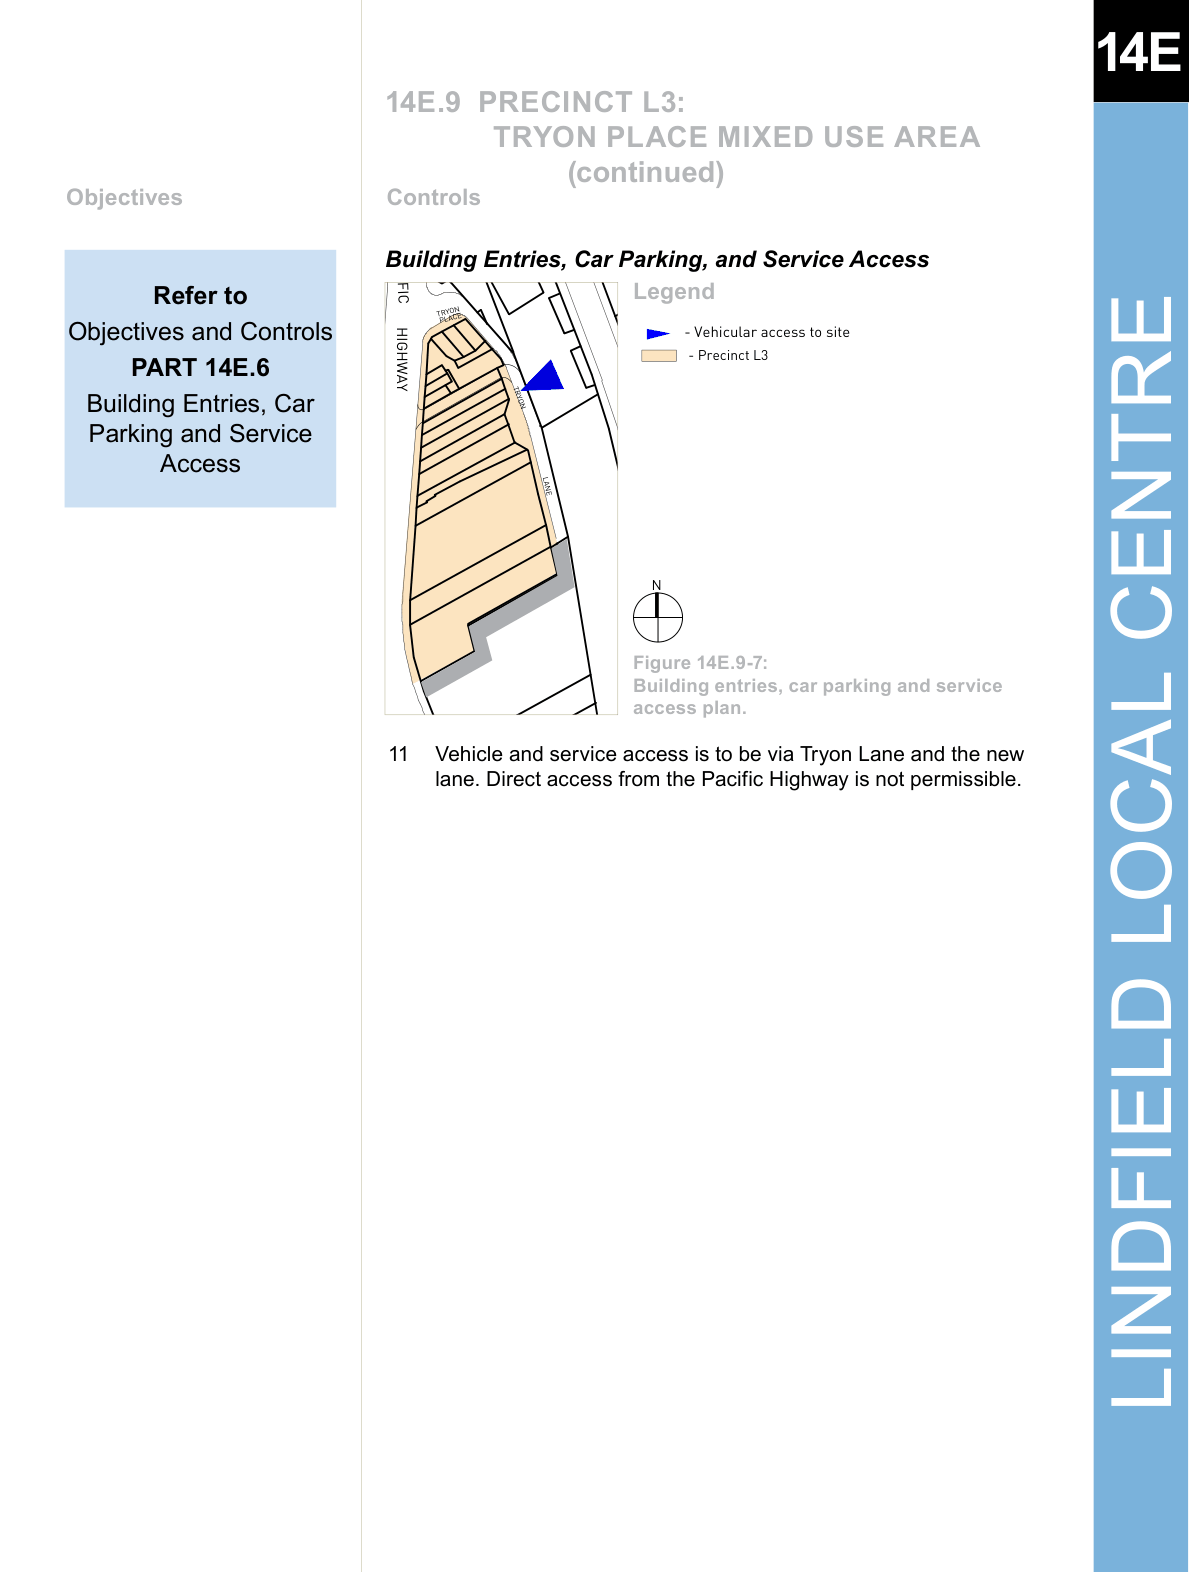 14E
14E.9 PRECINCT L3:
TRYON PLACE MIXED USE AREA
(continued)
Objectives
Controls
Refer to
Objectives and Controls
PART 14E.6
Building Entries, Car
Parking and Service
Access
Building Entries, Car Parking, and Service Access
FIC HIGHWAY
TRYON
PLACE
TRYON
LANE
Legend
- Vehicular access to site
- Precinct L3
N
Figure 14E.9-7:
Building entries, car parking and service
access plan.
11 Vehicle and service access is to be via Tryon Lane and the new
lane. Direct access from the Pacific Highway is not permissible.
LINDFIELD LOCAL CENTRE